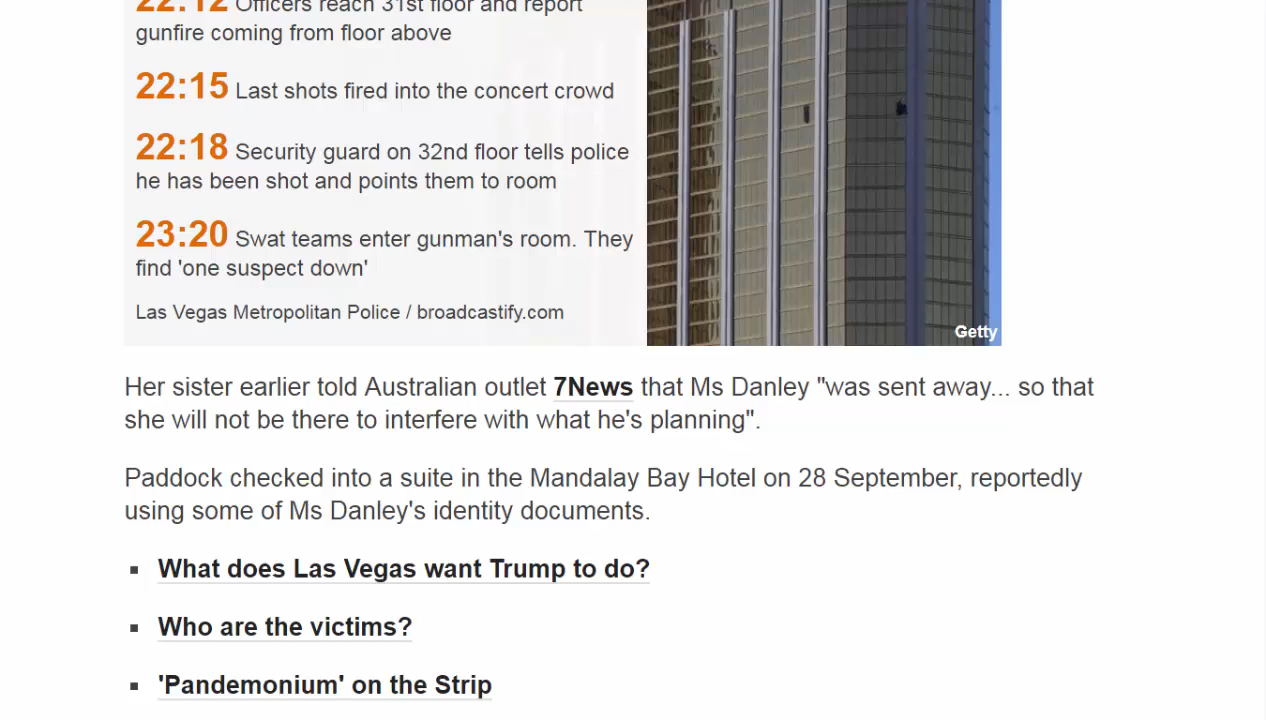 22:12 Officers reach 31st floor and report
gunfire coming from floor above
22:15 Last shots fired into the concert crowd
22:18 Security guard on 32nd floor tells police
he has been shot and points them to room
23:20 Swat teams enter gunman's room. They
find 'one suspect down'
Las Vegas Metropolitan Police / broadcastify.com
Getty
Her sister earlier told Australian outlet 7News that Ms Danley "was sent away... so that
she will not be there to interfere with what he's planning".
Paddock checked into a suite in the Mandalay Bay Hotel on 28 September, reportedly
using some of Ms Danley's identity documents.
What does Las Vegas want Trump to do?
Who are the victims?
'Pandemonium' on the Strip